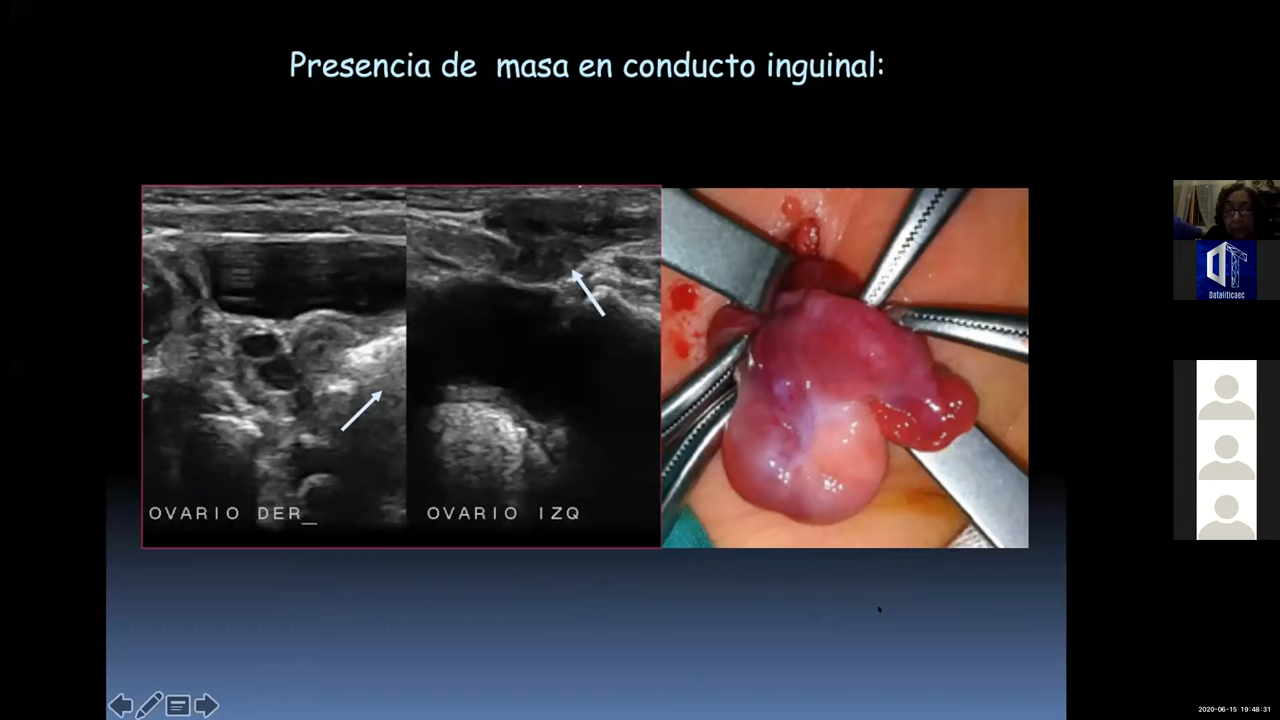 Presencia de masa en conducto inguinal:
OVARIO DER_
OVARIO IZQ
Dataliticaec
2020-06-15 19:48:31